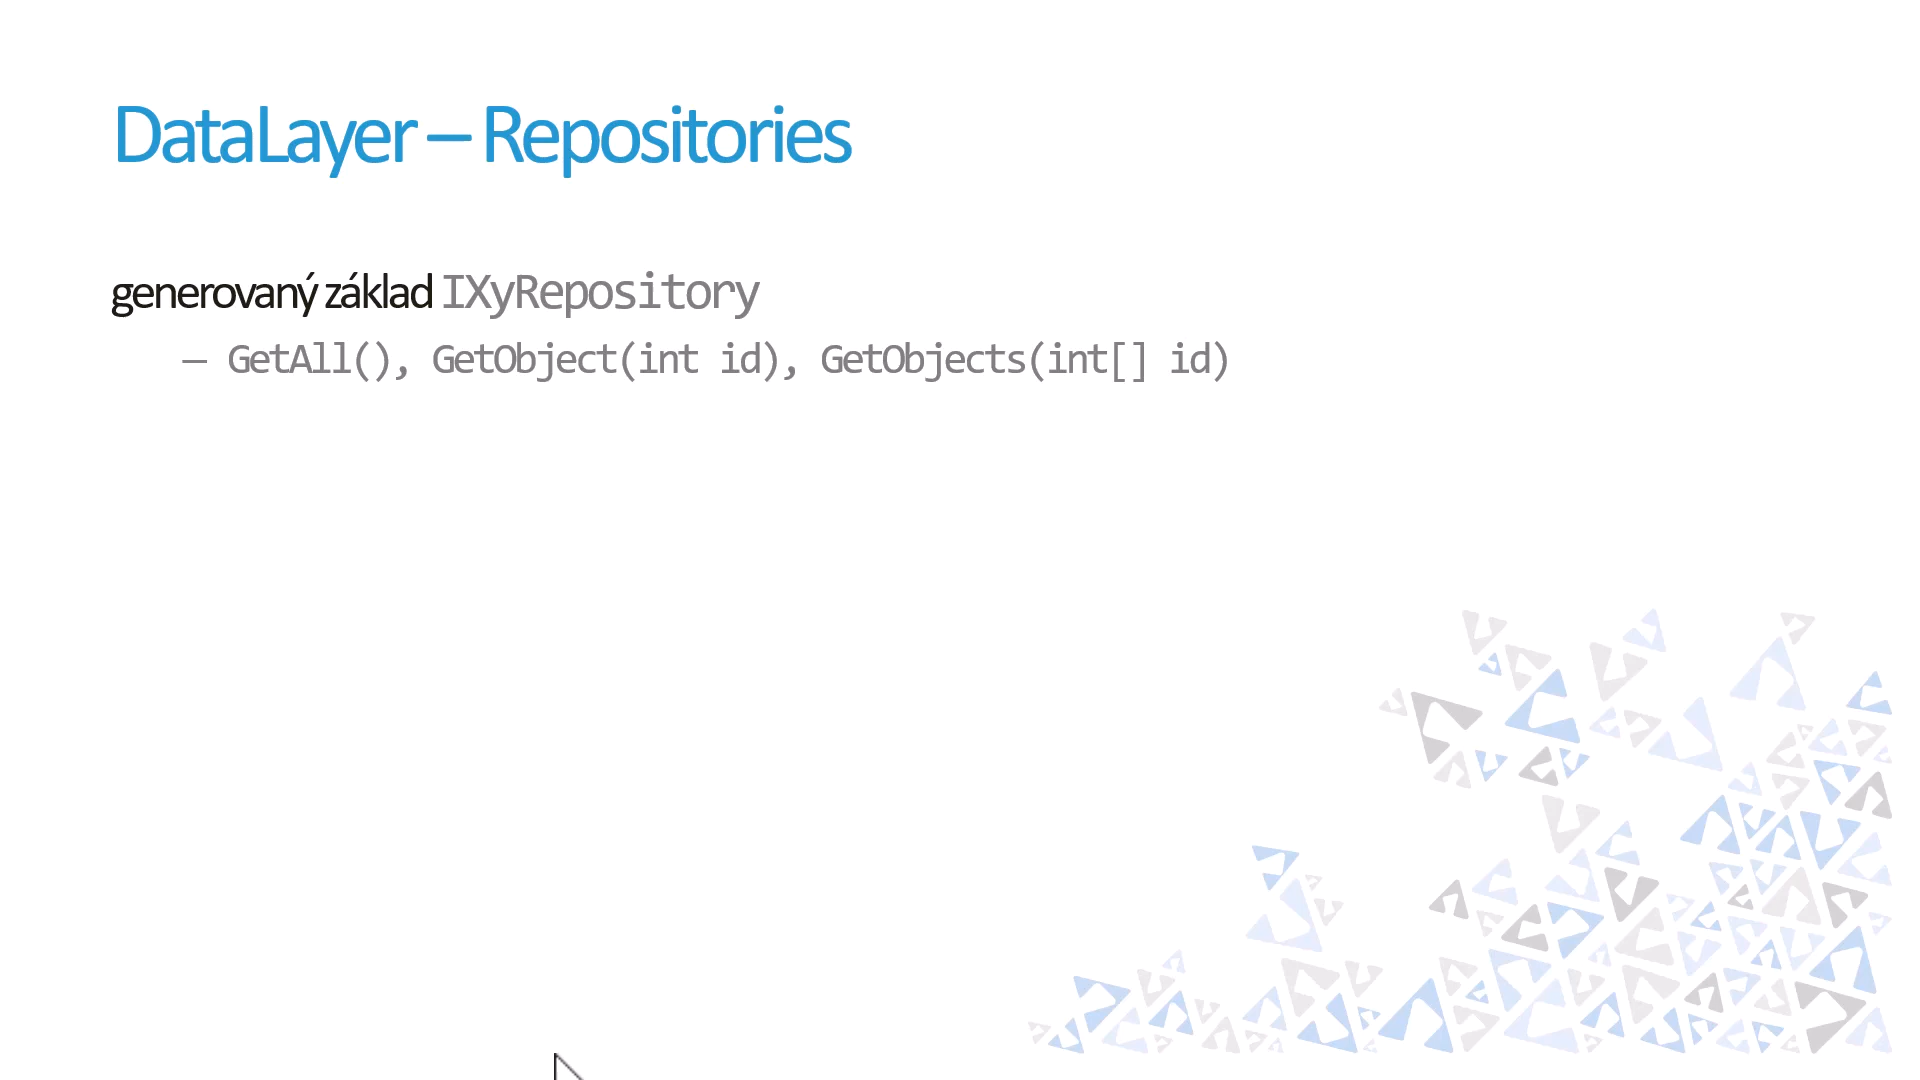 DataLayer – Repositories
generovaný základ IXyRepository
– GetAll(), GetObject(int id), GetObjects(int[] id)